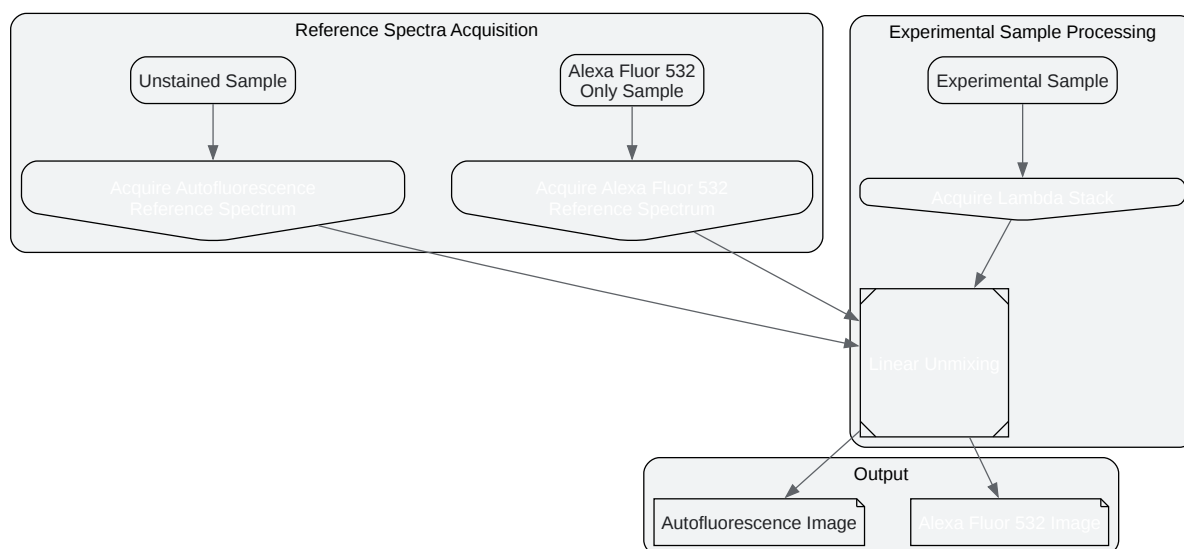 Reference Spectra Acquisition
Unstained Sample
Alexa Fluor 532
Only Sample
Acquire Autofluorescence
Reference Spectrum
Acquire Alexa Fluor 532
Reference Spectrum
Experimental Sample Processing
Experimental Sample
Acquire Lambda Stack
Linear Unmixing
Output
Autofluorescence Image
Alexa Fluor 532 Image